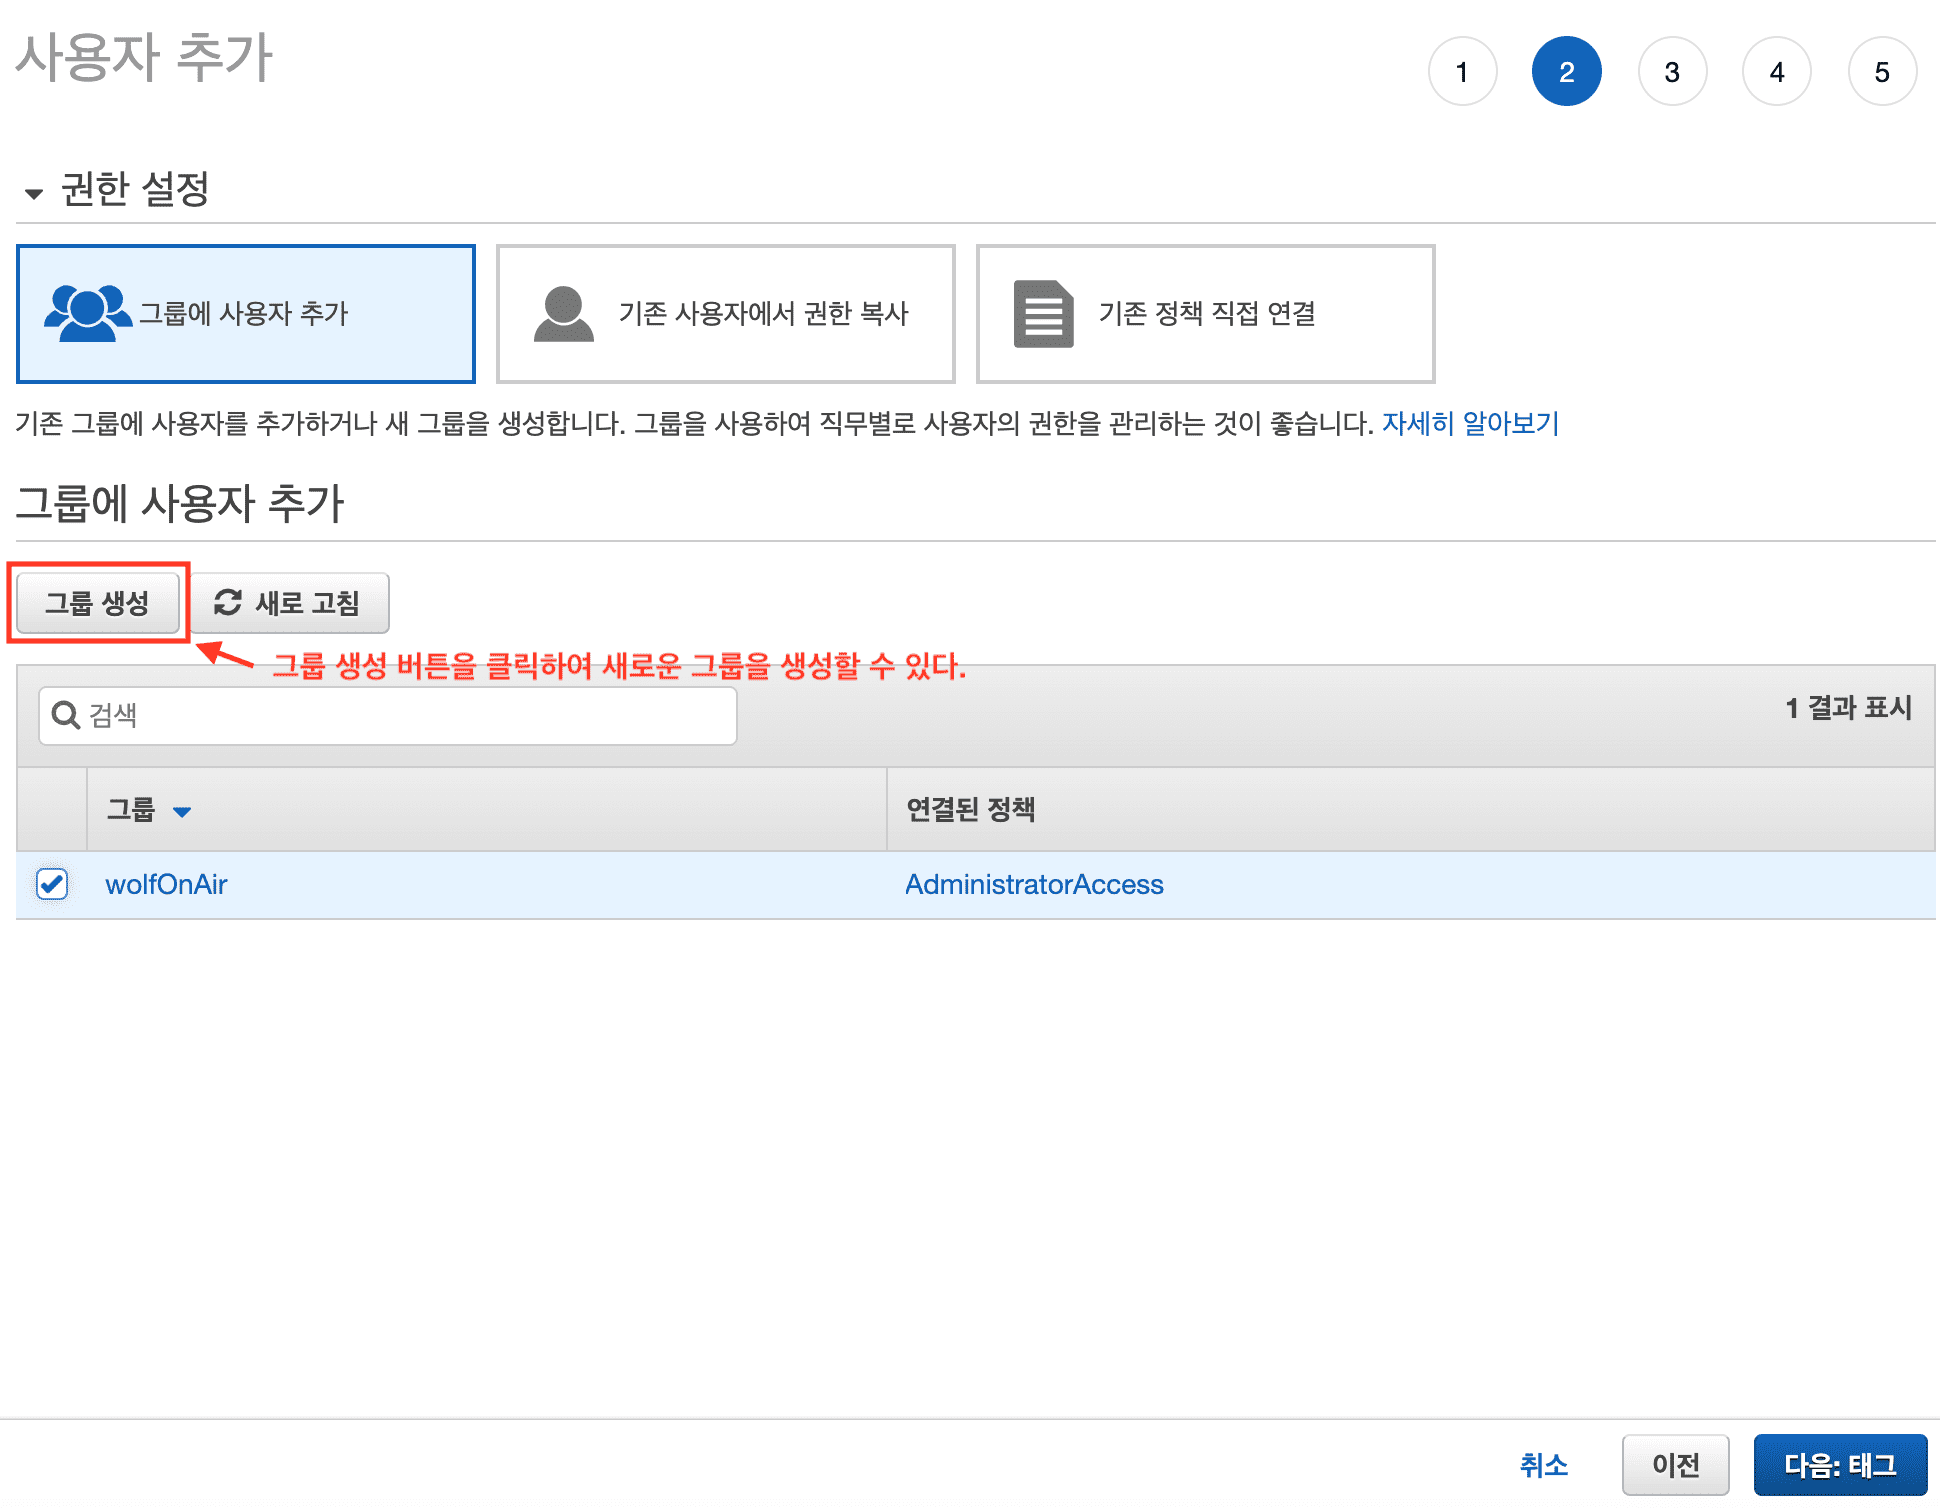 사용자 추가
1 2 3 4 5
권한 설정
그룹에 사용자 추가
기존 사용자에서 권한 복사
기존 정책 직접 연결
기존 그룹에 사용자를 추가하거나 새 그룹을 생성합니다. 그룹을 사용하여 직무별로 사용자의 권한을 관리하는 것이 좋습니다. 자세히 알아보기
그룹에 사용자 추가
그룹 생성 새로 고침
그룹 생성 버튼을 클릭하여 새로운 그룹을 생성할 수 있다.
검색
1 결과 표시
그룹 연결된 정책
wolfOnAir AdministratorAccess
취소 이전 다음: 태그